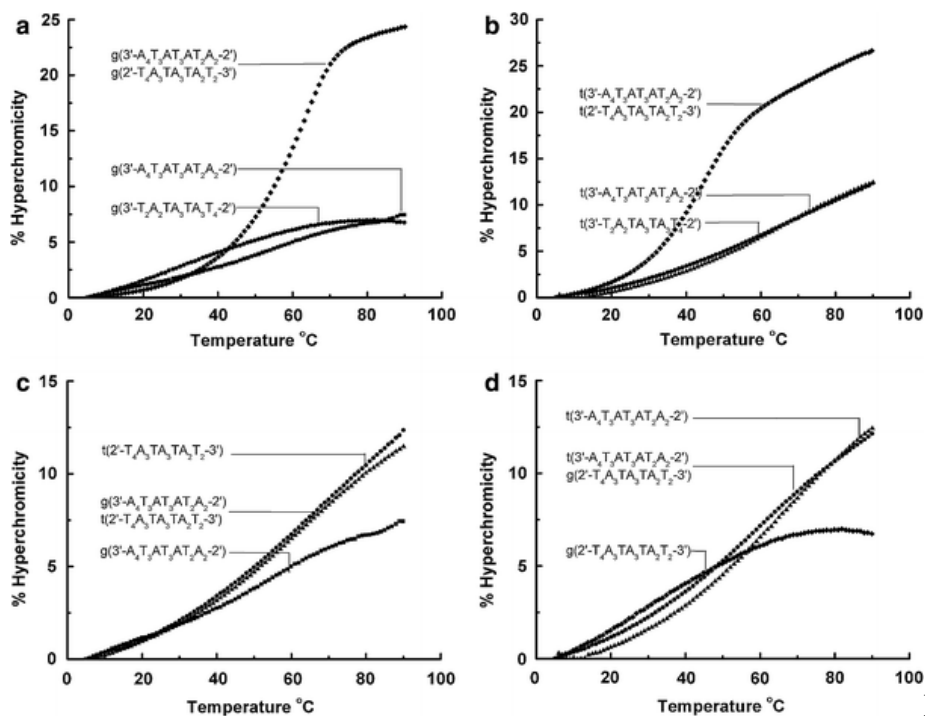 a
25
20
15
10
5
0
% Hyperchromicity
g(3'-A₄T₃AT₃AT₂A₂-2')
g(2'-T₄A₃TA₃TA₂T₂-3')
g(3'-A₄T₃AT₃AT₂A₂-2')
g(3'-T₂A₂TA₃TA₃T₄-2')
0 20 40 60 80 100
Temperature °C
b
30
25
20
15
10
5
0
% Hyperchromicity
t(3'-A₄T₃AT₃AT₂A₂-2')
t(2'-T₄A₃TA₃TA₂T₂-3')
t(3'-A₄T₃AT₃AT₂A₂-2')
t(3'-T₂A₂TA₃TA₃T₄-2')
0 20 40 60 80 100
Temperature °C
c
15
10
5
0
% Hyperchromicity
t(2'-T₄A₃TA₃TA₂T₂-3')
g(3'-A₄T₃AT₃AT₂A₂-2')
t(2'-T₄A₃TA₃TA₂T₂-3')
g(3'-A₄T₃AT₃AT₂A₂-2')
0 20 40 60 80 100
Temperature °C
d
15
10
5
0
% Hyperchromicity
t(3'-A₄T₃AT₃AT₂A₂-2')
t(3'-A₄T₃AT₃AT₂A₂-2')
g(2'-T₄A₃TA₃TA₂T₂-3')
g(2'-T₄A₃TA₃TA₂T₂-3')
0 20 40 60 80 100
Temperature °C